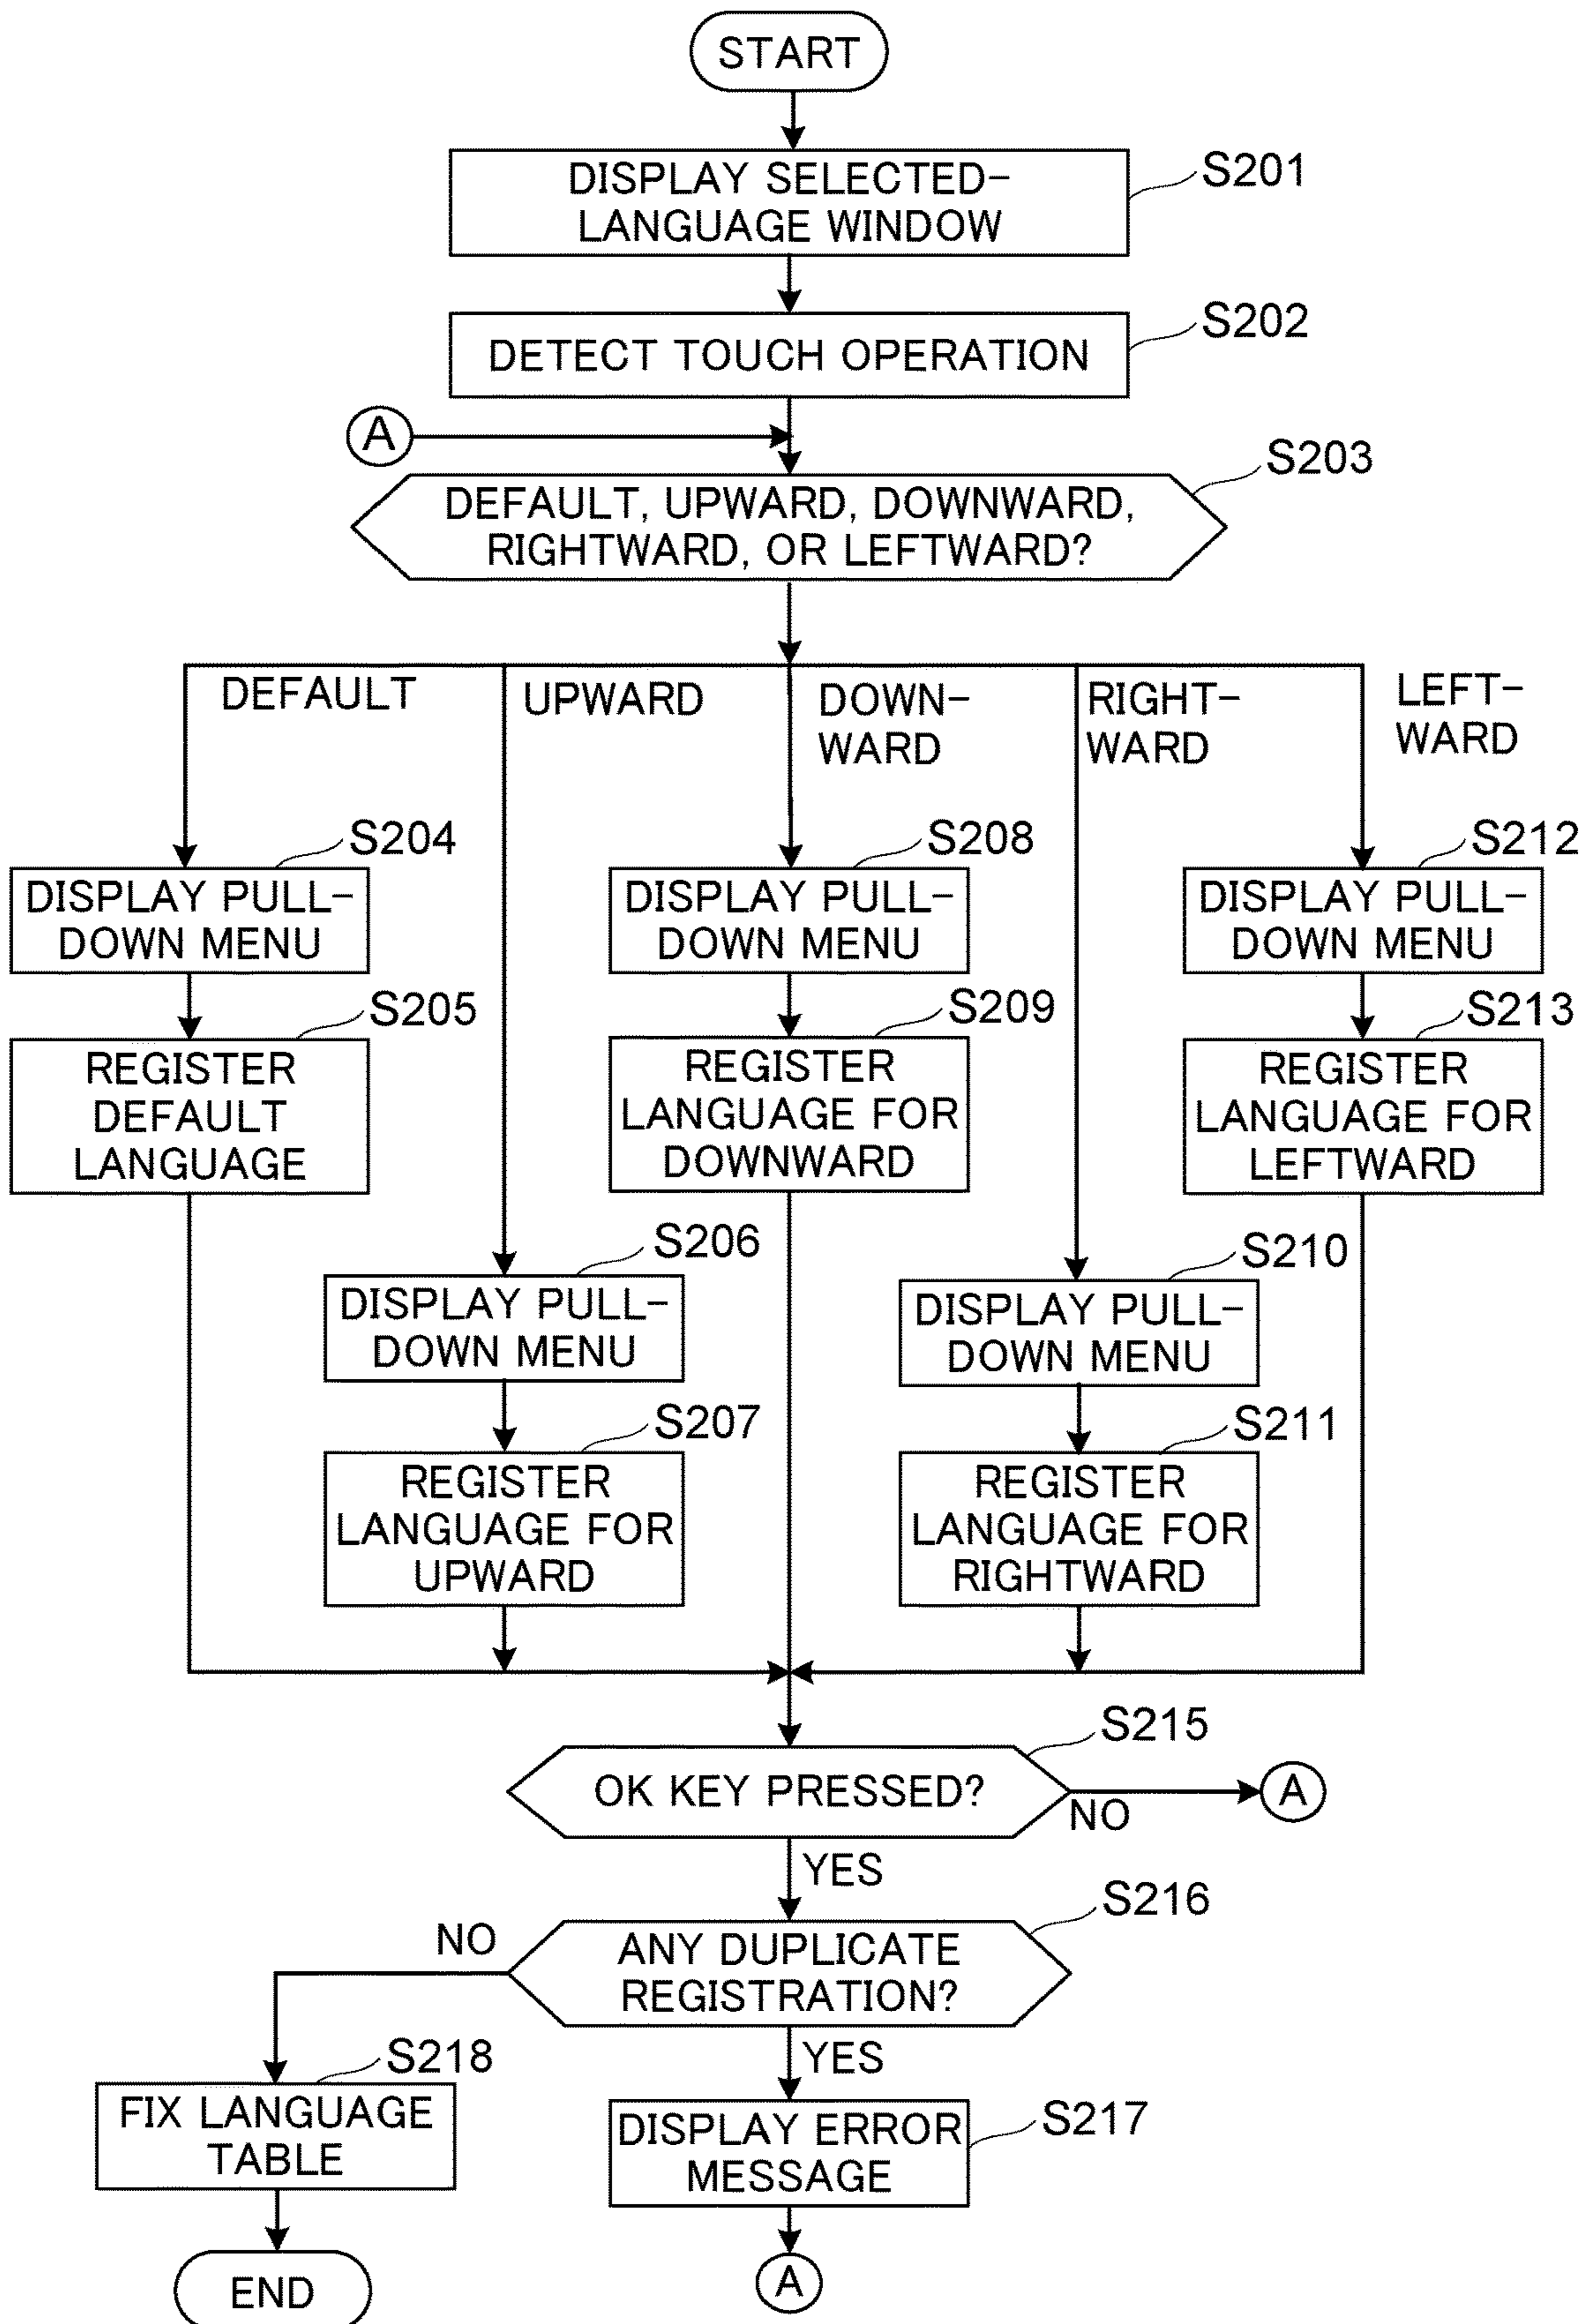 START
DISPLAY SELECTED-
LANGUAGE WINDOW
S201
DETECT TOUCH OPERATION
S202
A
DEFAULT, UPWARD, DOWNWARD,
RIGHTWARD, OR LEFTWARD?
S203
DEFAULT
UPWARD
DOWN-
WARD
RIGHT-
WARD
LEFT-
WARD
S204
DISPLAY PULL-
DOWN MENU
S205
REGISTER
DEFAULT
LANGUAGE
S206
DISPLAY PULL-
DOWN MENU
S207
REGISTER
LANGUAGE FOR
UPWARD
S208
DISPLAY PULL-
DOWN MENU
S209
REGISTER
LANGUAGE FOR
DOWNWARD
S210
DISPLAY PULL-
DOWN MENU
S211
REGISTER
LANGUAGE FOR
RIGHTWARD
S212
DISPLAY PULL-
DOWN MENU
S213
REGISTER
LANGUAGE FOR
LEFTWARD
S215
OK KEY PRESSED?
NO
A
YES
S216
ANY DUPLICATE
REGISTRATION?
NO
YES
S218
FIX LANGUAGE
TABLE
END
S217
DISPLAY ERROR
MESSAGE
A